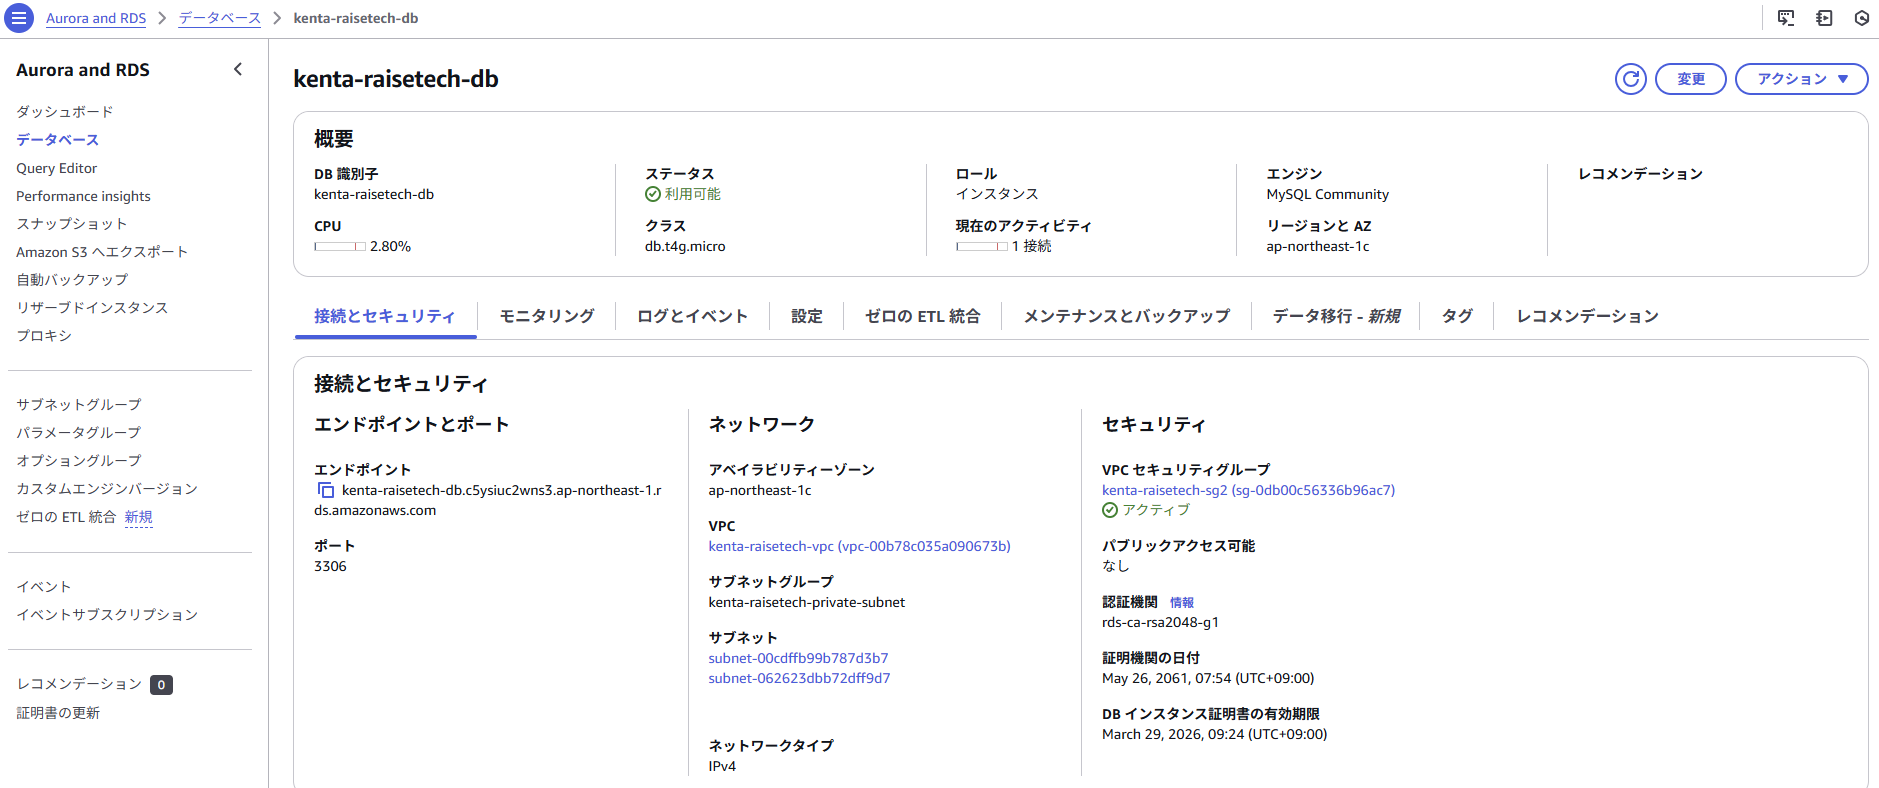 Aurora and RDS > データベース > kenta-raisetech-db
Aurora and RDS
ダッシュボード
データベース
Query Editor
Performance insights
スナップショット
Amazon S3 へエクスポート
自動バックアップ
リザーブドインスタンス
プロキシ
サブネットグループ
パラメータグループ
オプショングループ
カスタムエンジンバージョン
ゼロの ETL 統合 新規
イベント
イベントサブスクリプション
レコメンデーション 0
証明書の更新
kenta-raisetech-db
変更
アクション
概要
DB 識別子
kenta-raisetech-db
CPU
2.80%
ステータス
利用可能
クラス
db.t4g.micro
ロール
インスタンス
現在のアクティビティ
1 接続
エンジン
MySQL Community
リージョンと AZ
ap-northeast-1c
レコメンデーション
接続とセキュリティ
モニタリング
ログとイベント
設定
ゼロの ETL 統合
メンテナンスとバックアップ
データ移行 - 新規
タグ
レコメンデーション
接続とセキュリティ
エンドポイントとポート
エンドポイント
kenta-raisetech-db.c5ysiuc2wns3.ap-northeast-1.r
ds.amazonaws.com
ポート
3306
ネットワーク
アベイラビリティーゾーン
ap-northeast-1c
VPC
kenta-raisetech-vpc (vpc-00b78c035a090673b)
サブネットグループ
kenta-raisetech-private-subnet
サブネット
subnet-00cdffb99b787d3b7
subnet-062623dbb72dff9d7
ネットワークタイプ
IPv4
セキュリティ
VPC セキュリティグループ
kenta-raisetech-sg2 (sg-0db00c56336b96ac7)
アクティブ
パブリックアクセス可能
なし
認証機関 情報
rds-ca-rsa2048-g1
証明機関の日付
May 26, 2061, 07:54 (UTC+09:00)
DB インスタンス証明書の有効期限
March 29, 2026, 09:24 (UTC+09:00)